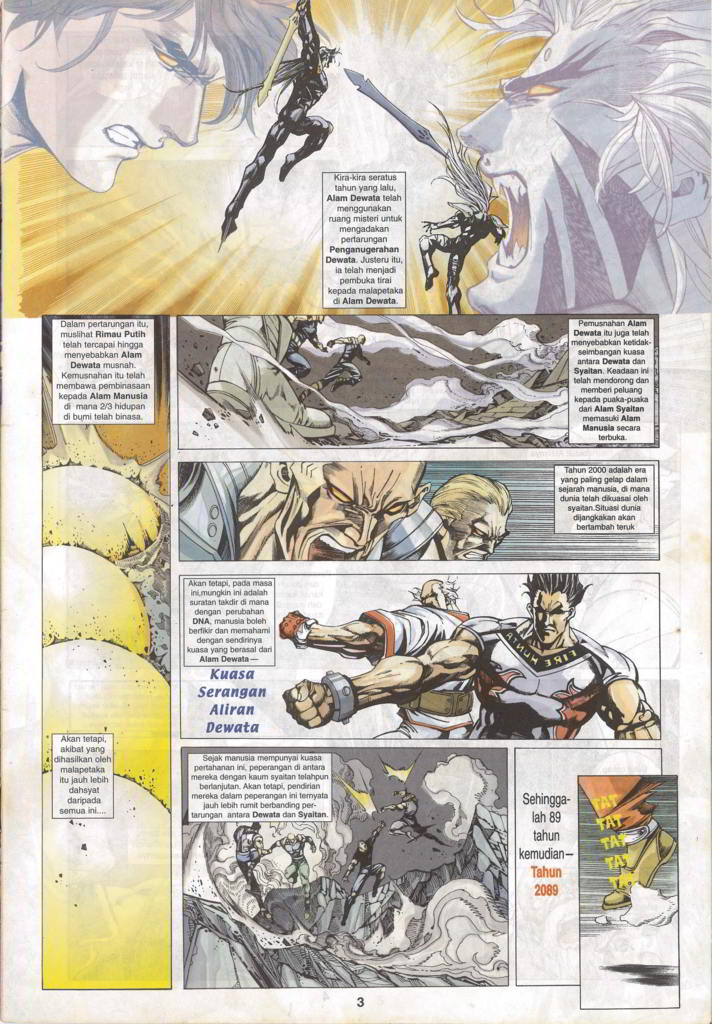 Kira-kira seratus
tahun yang lalu,
Alam Dewata telah
menggunakan
ruang misteri untuk
mengadakan
pertarungan
Penganugerahan
Dewata. Justeru itu,
ia telah menjadi
pembuka tirai
kepada malapetaka
di Alam Dewata.
Dalam pertarungan itu,
muslihat Rimau Putih
telah tercapai hingga
menyebabkan Alam
Dewata musnah.
Kemusnahan itu telah
membawa pembinasaan
kepada Alam Manusia
di mana 2/3 hidupan
di bumi telah binasa.
Pemusnahan Alam
Dewata itu juga telah
menyebabkan ketidak-
seimbangan kuasa
antara Dewata dan
Syaitan. Keadaan ini
telah mendorong dan
memberi peluang
kepada puaka-puaka
dari Alam Syaitan
memasuki Alam
Manusia secara
terbuka.
Tahun 2000 adalah era
yang paling gelap dalam
sejarah manusia, di mana
dunia telah dikuasai oleh
syaitan.Situasi dunia
dijangkakan akan
bertambah teruk
Akan tetapi, pada masa
ini,mungkin ini adalah
suratan takdir di mana
dengan perubahan
DNA, manusia boleh
berfikir dan memahami
dengan sendirinya
kuasa yang berasal dari
Alam Dewata —
Kuasa
Serangan
Aliran
Dewata
FIRE HUNTA
Akan tetapi,
akibat yang
dihasilkan oleh
malapetaka
itu jauh lebih
dahsyat
daripada
semua ini....
Sejak manusia mempunyai kuasa
pertahanan ini, peperangan di antara
mereka dengan kaum syaitan telahpun
berlanjutan. Akan tetapi, pendirian
mereka dalam peperangan ini ternyata
jauh lebih rumit berbanding per-
tarungan antara Dewata dan Syaitan.
Sehingga-
lah 89
tahun
kemudian—
Tahun
2089
TAT
TAT
TAT
TAT
TAT
3